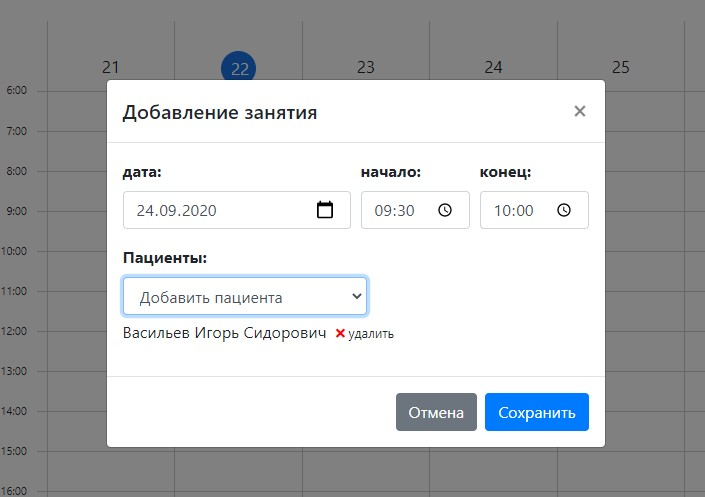 21 22 23 24 25
6:00
Добавление занятия ×
7:00
8:00
дата: начало: конец:
9:00
24.09.2020 09:30 10:00
10:00
Пациенты:
11:00
Добавить пациента
12:00
Васильев Игорь Сидорович удалить
13:00
14:00
Отмена Сохранить
15:00
16:00